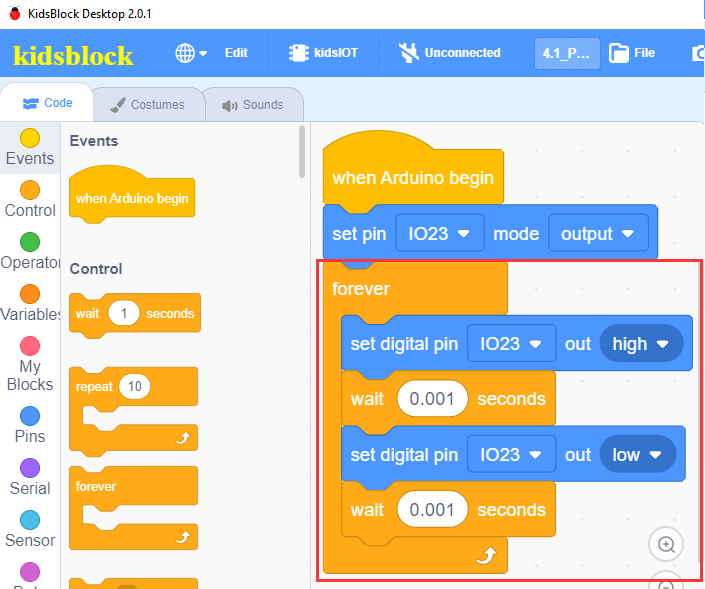 KidsBlock Desktop 2.0.1
kidsblock Edit kidsIOT Unconnected 4.1_P... File
Code Costumes Sounds
Events
Control
Operator
Variables
My
Blocks
Pins
Serial
Sensor
Events
when Arduino begin
Control
wait 1 seconds
repeat 10
forever
when Arduino begin
set pin IO23 mode output
forever
set digital pin IO23 out high
wait 0.001 seconds
set digital pin IO23 out low
wait 0.001 seconds